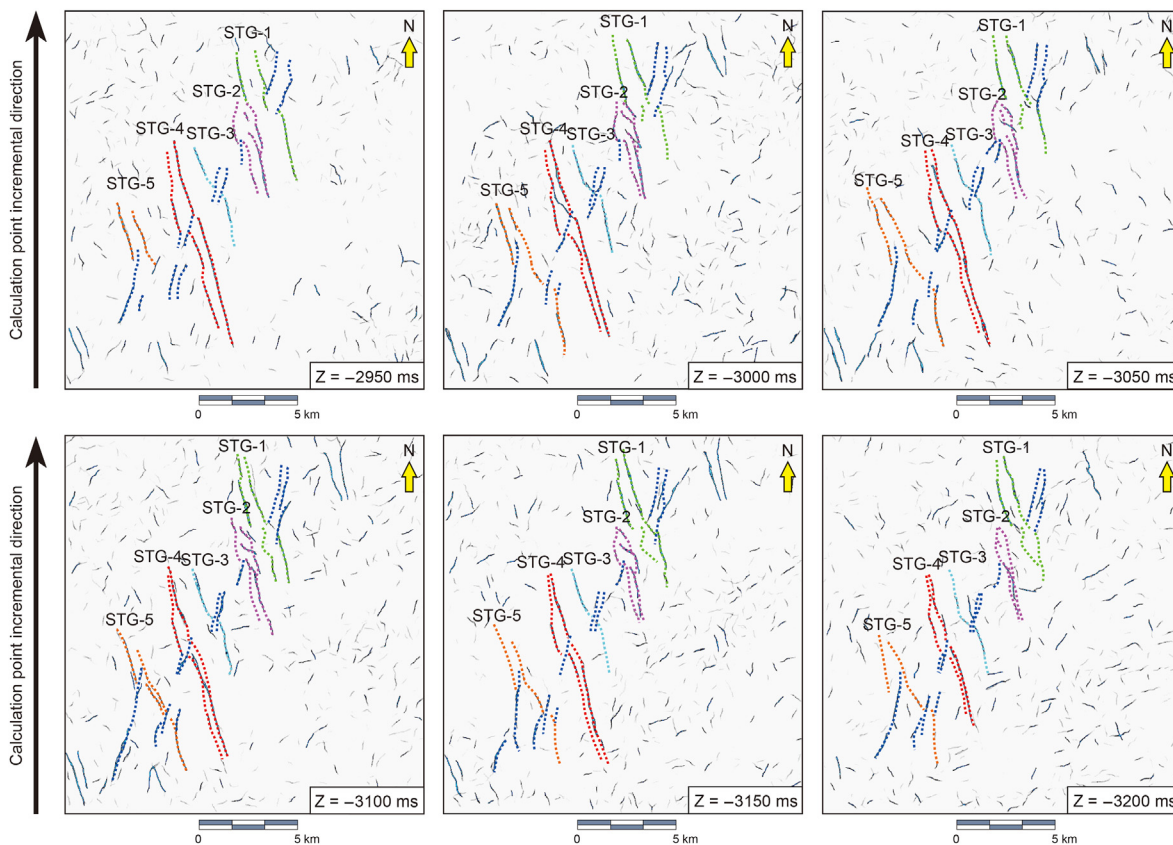 Calculation point incremental direction
N
STG-1
STG-2
STG-4
STG-3
STG-5
Z = −2950 ms
0
5 km
N
STG-1
STG-2
STG-4
STG-3
STG-5
Z = −3000 ms
0
5 km
N
STG-1
STG-2
STG-3
STG-4
STG-5
Z = −3050 ms
0
5 km
Calculation point incremental direction
N
STG-1
STG-2
STG-4
STG-3
STG-5
Z = −3100 ms
0
5 km
N
STG-1
STG-2
STG-3
STG-4
STG-5
Z = −3150 ms
0
5 km
N
STG-1
STG-2
STG-3
STG-4
STG-5
Z = −3200 ms
0
5 km